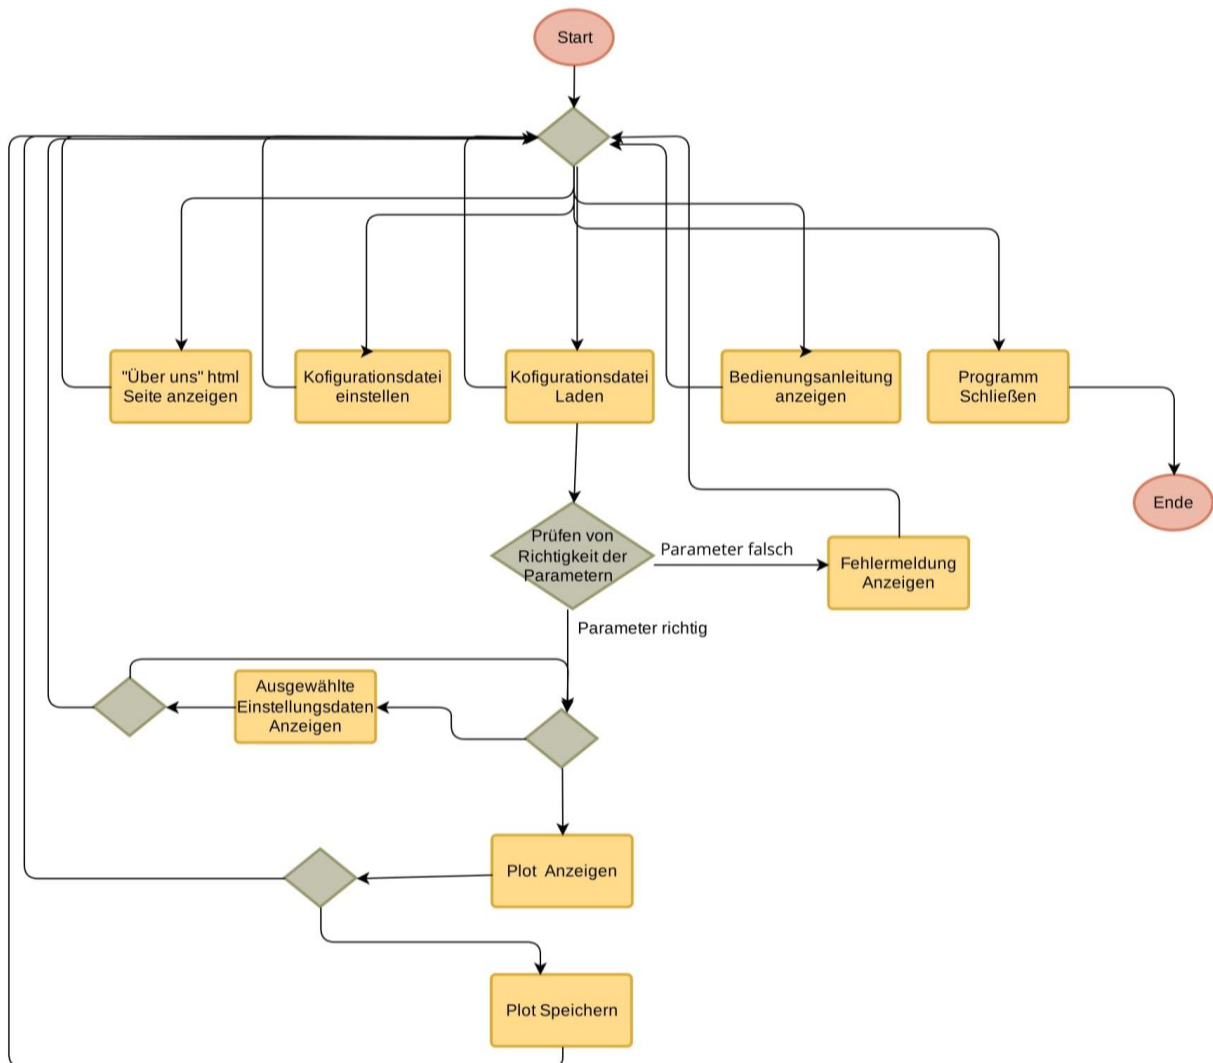 Start
"Über uns" html
Seite anzeigen
Kofigurationsdatei
einstellen
Kofigurationsdatei
Laden
Bedienungsanleitung
anzeigen
Programm
Schließen
Ende
Prüfen von
Richtigkeit der
Parametern
Parameter falsch
Fehlermeldung
Anzeigen
Parameter richtig
Ausgewählte
Einstellungsdaten
Anzeigen
Plot Anzeigen
Plot Speichern